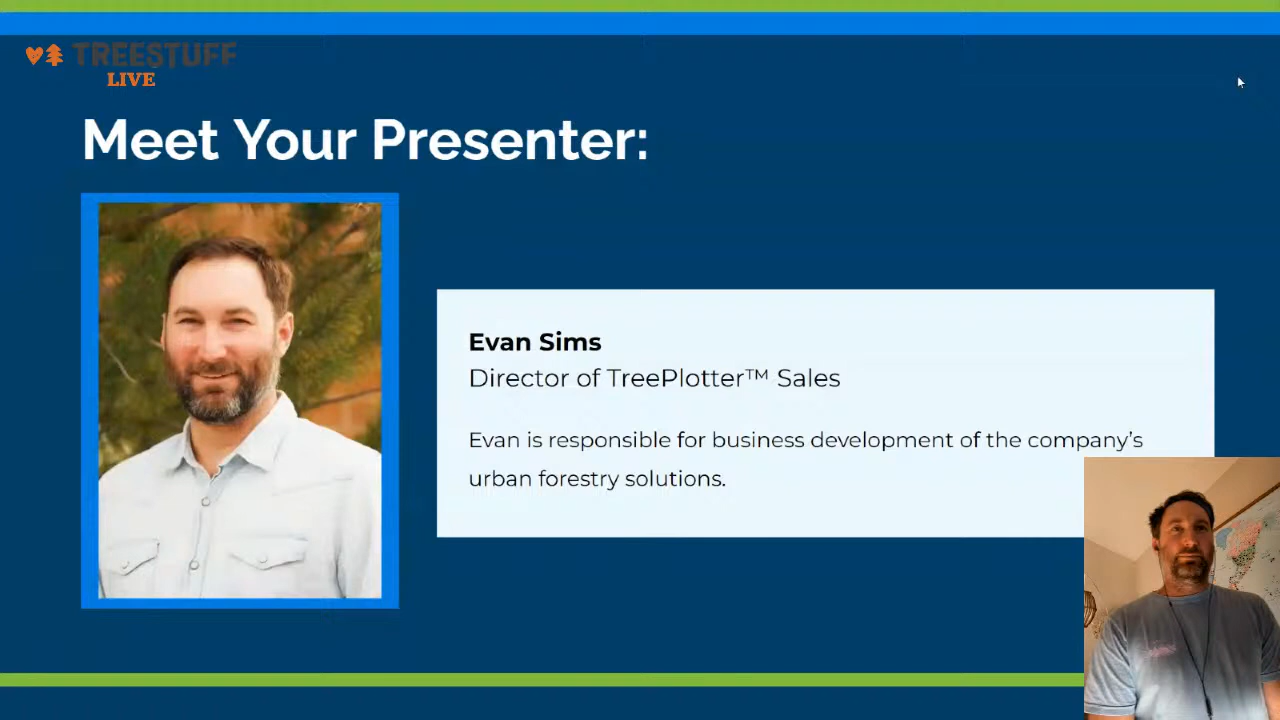 TREESTUFF
LIVE
Meet Your Presenter:
Evan Sims
Director of TreePlotter™ Sales
Evan is responsible for business development of the company's
urban forestry solutions.